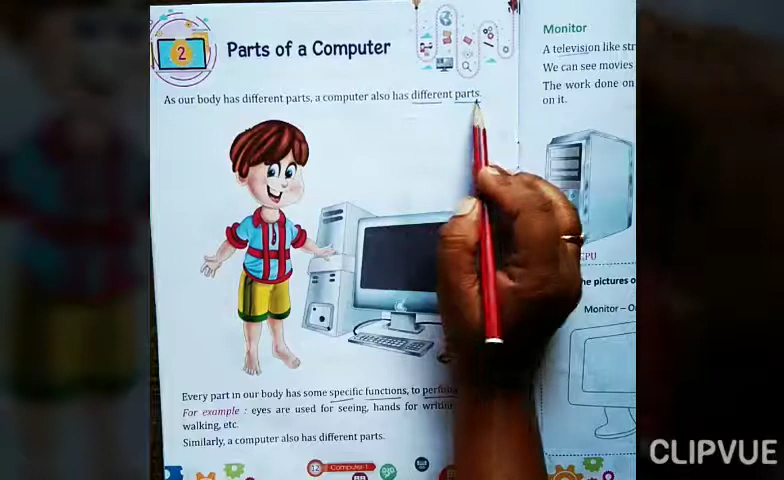 2
Parts of a Computer
As our body has different parts, a computer also has different parts.
Every part in our body has some specific functions, to
For example : eyes are used for seeing, hands for
walking, etc.
Similarly, a computer also has different parts.
12 Computer-1
Monitor
A television like
We can see movies
The work done on
on it.
CPU
pictures
Monitor –
CLIPVUE